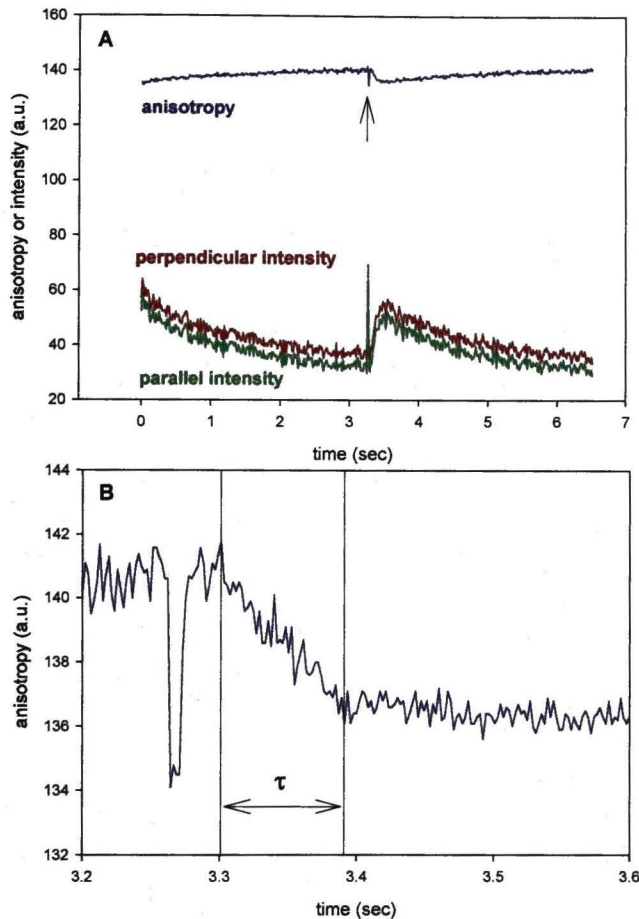 160
A
140
anisotropy
120
anisotropy or intensity (a.u.)
100
80
perpendicular intensity
60
40
parallel intensity
20
0 1 2 3 4 5 6 7
time (sec)
144
B
142
140
anisotropy (a.u.)
138
136
134
τ
132
3.2 3.3 3.4 3.5 3.6
time (sec)